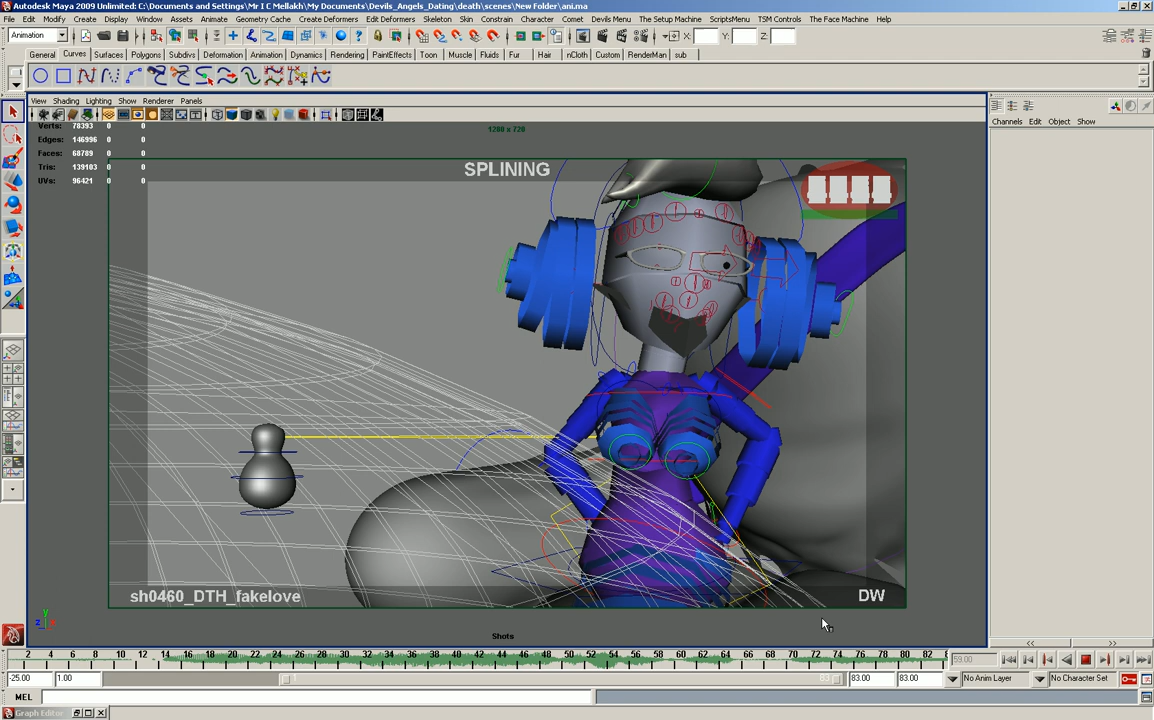 Autodesk Maya 2009 Unlimited: C:\Documents and Settings\Mr I C Mellakh\My Documents\Devils_Angels_Dating\death\scenes\New Folder\ani.ma
File Edit Modify Create Display Window Assets Animate Geometry Cache Create Deformers Edit Deformers Skeleton Skin Constrain Character Comet Devils Menu The Setup Machine ScriptsMenu TSM Controls The Face Machine Help
Animation X: Y: Z:
General Curves Surfaces Polygons Subdivs Deformation Animation Dynamics Rendering PaintEffects Toon Muscle Fluids Fur Hair nCloth Custom RenderMan sub
View Shading Lighting Show Renderer Panels
Channels Edit Object Show
Verts: 78393 0 0
Edges: 146996 0 0
Faces: 68789 0 0
Tris: 139103 0 0
UVs: 96421 0 0
1280 x 720
SPLINING
sh0460_DTH_fakelove
DW
y
z
Shots
2 4 6 8 10 12 14 16 18 20 22 24 26 28 30 32 34 36 38 40 42 44 46 48 50 52 54 56 58 60 62 64 66 68 70 72 74 76 78 80 82
59.00
-25.00 1.00 1 83 83.00 83.00 No Anim Layer No Character Set
MEL
Graph Editor